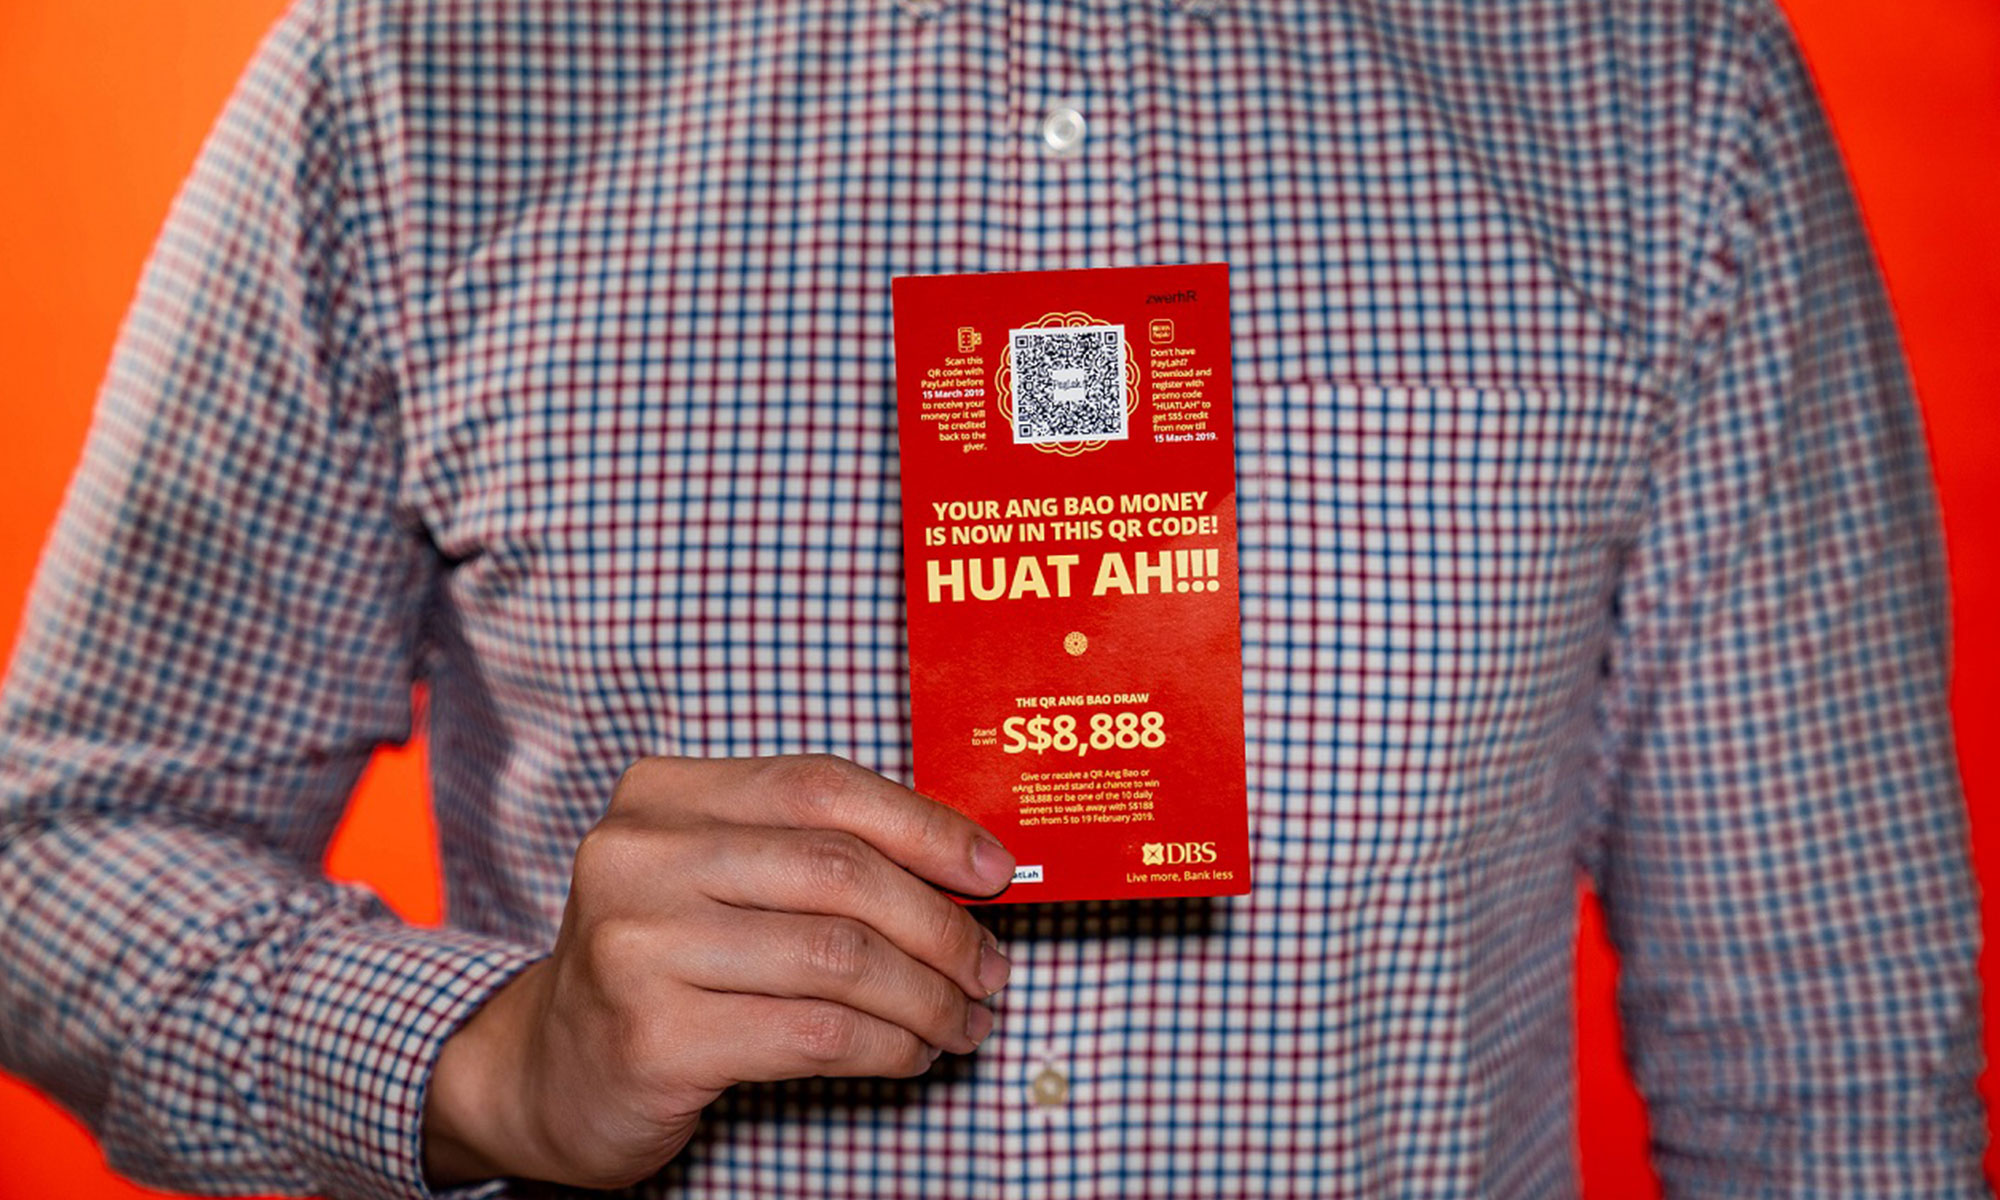 zwerhR
Scan this
QR code with
PayLah! before
15 March 2019
to receive your
money or it will
be credited
back to the
giver.
PayLah!
Don't have
PayLah!?
Download and
register with
promo code
"HUATLAH" to
get S$5 credit
from now till
15 March 2019.
YOUR ANG BAO MONEY
IS NOW IN THIS QR CODE!
HUAT AH!!!
THE QR ANG BAO DRAW
Stand
to win
S$8,888
Give or receive a QR Ang Bao or
eAng Bao and stand a chance to win
S$8,888 or be one of the 10 daily
winners to walk away with S$188
each from 5 to 19 February 2019.
DBS
Live more, Bank less
atLah